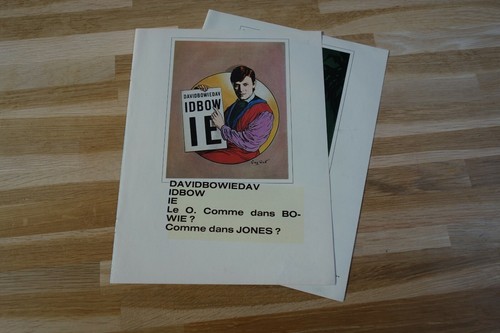 DAVIDBOWIEDAV
IDBOW
IE
DAVIDBOWIEDAV
IDBOW
IE
Le O. Comme dans BO-
WIE ?
Comme dans JONES ?